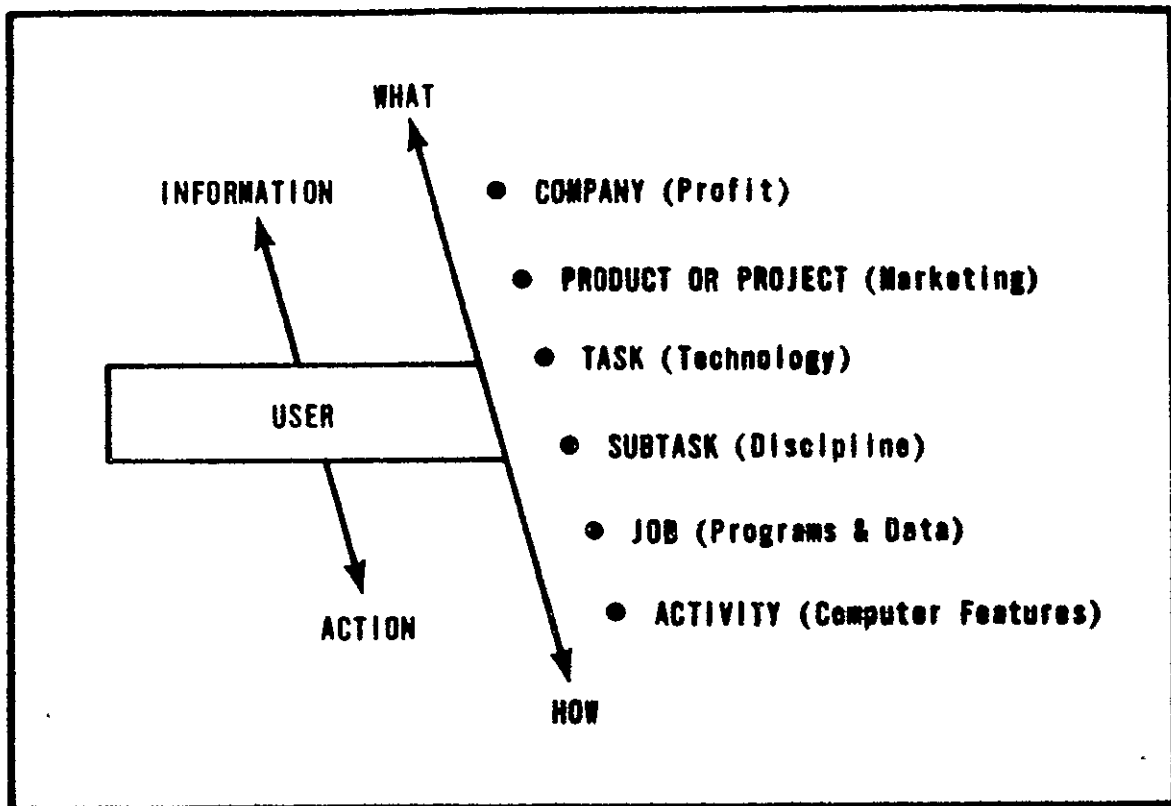 WHAT
INFORMATION
● COMPANY (Profit)
● PRODUCT OR PROJECT (Marketing)
● TASK (Technology)
USER
● SUBTASK (Discipline)
● JOB (Programs & Data)
● ACTIVITY (Computer Features)
ACTION
HOW